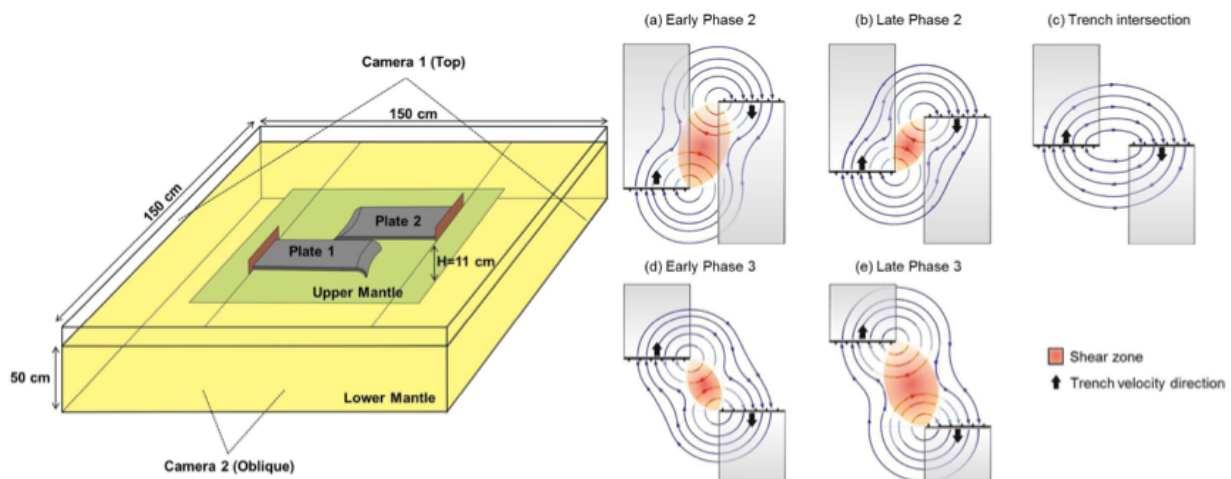 Camera 1 (Top)
150 cm
150 cm
Plate 2
Plate 1
H=11 cm
Upper Mantle
50 cm
Lower Mantle
Camera 2 (Oblique)
(a) Early Phase 2
(b) Late Phase 2
(c) Trench intersection
(d) Early Phase 3
(e) Late Phase 3
Shear zone
Trench velocity direction